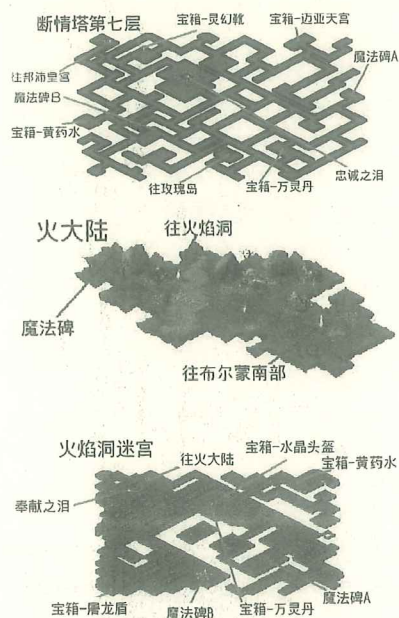 断情塔第七层
宝箱-灵幻靴
宝箱-迈亚天宫
魔法碑A
往邦沛皇宫
魔法碑B
宝箱-黄药水
往玫瑰岛
宝箱-万灵丹
忠诚之泪
火大陆
往火焰洞
魔法碑
往布尔蒙南部
火焰洞迷宫
往火大陆
宝箱-水晶头盔
宝箱-黄药水
奉献之泪
宝箱-屠龙盾
魔法碑B
宝箱-万灵丹
魔法碑A